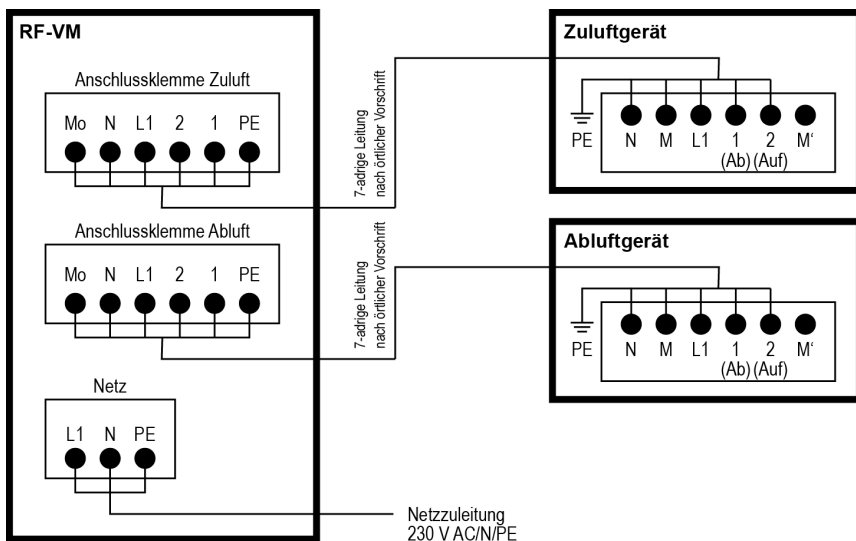 RF-VM
Anschlussklemme Zuluft
Mo N L1 2 1 PE
Anschlussklemme Abluft
Mo N L1 2 1 PE
Netz
L1 N PE
7-adrige Leitung
nach örtlicher Vorschrift
7-adrige Leitung
nach örtlicher Vorschrift
Netzzuleitung
230 V AC/N/PE
Zuluftgerät
PE N M L1 1 2 M‘
(Ab) (Auf)
Abluftgerät
PE N M L1 1 2 M‘
(Ab) (Auf)